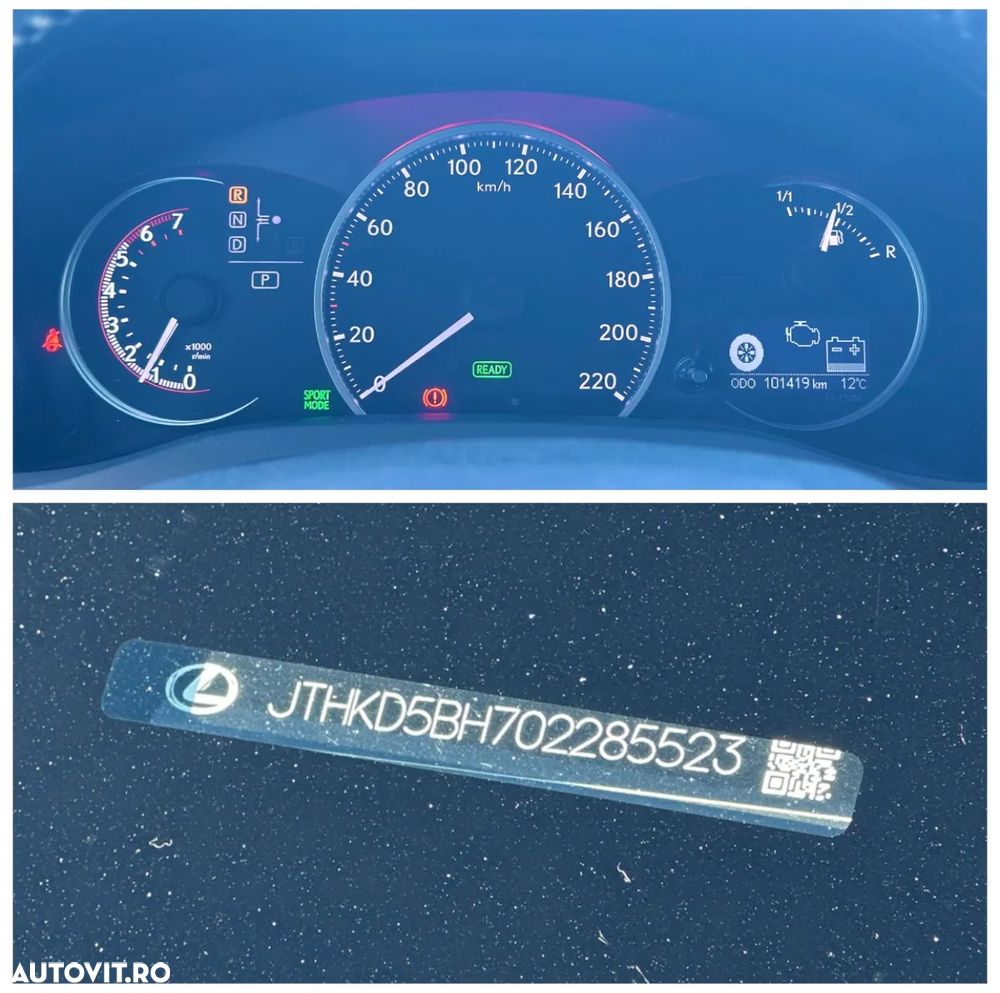 100 120
80 140
km/h
60 160
40 180
20 200
0 220
7
6
5
4
3
2
1
0
x1000
r/min
R
N
D
P
SPORT
MODE
READY
1/1
1/2
R
ODO 101419 km 12°C
OUTSIDE
JTHKD5BH702285523
AUTOVIT.RO